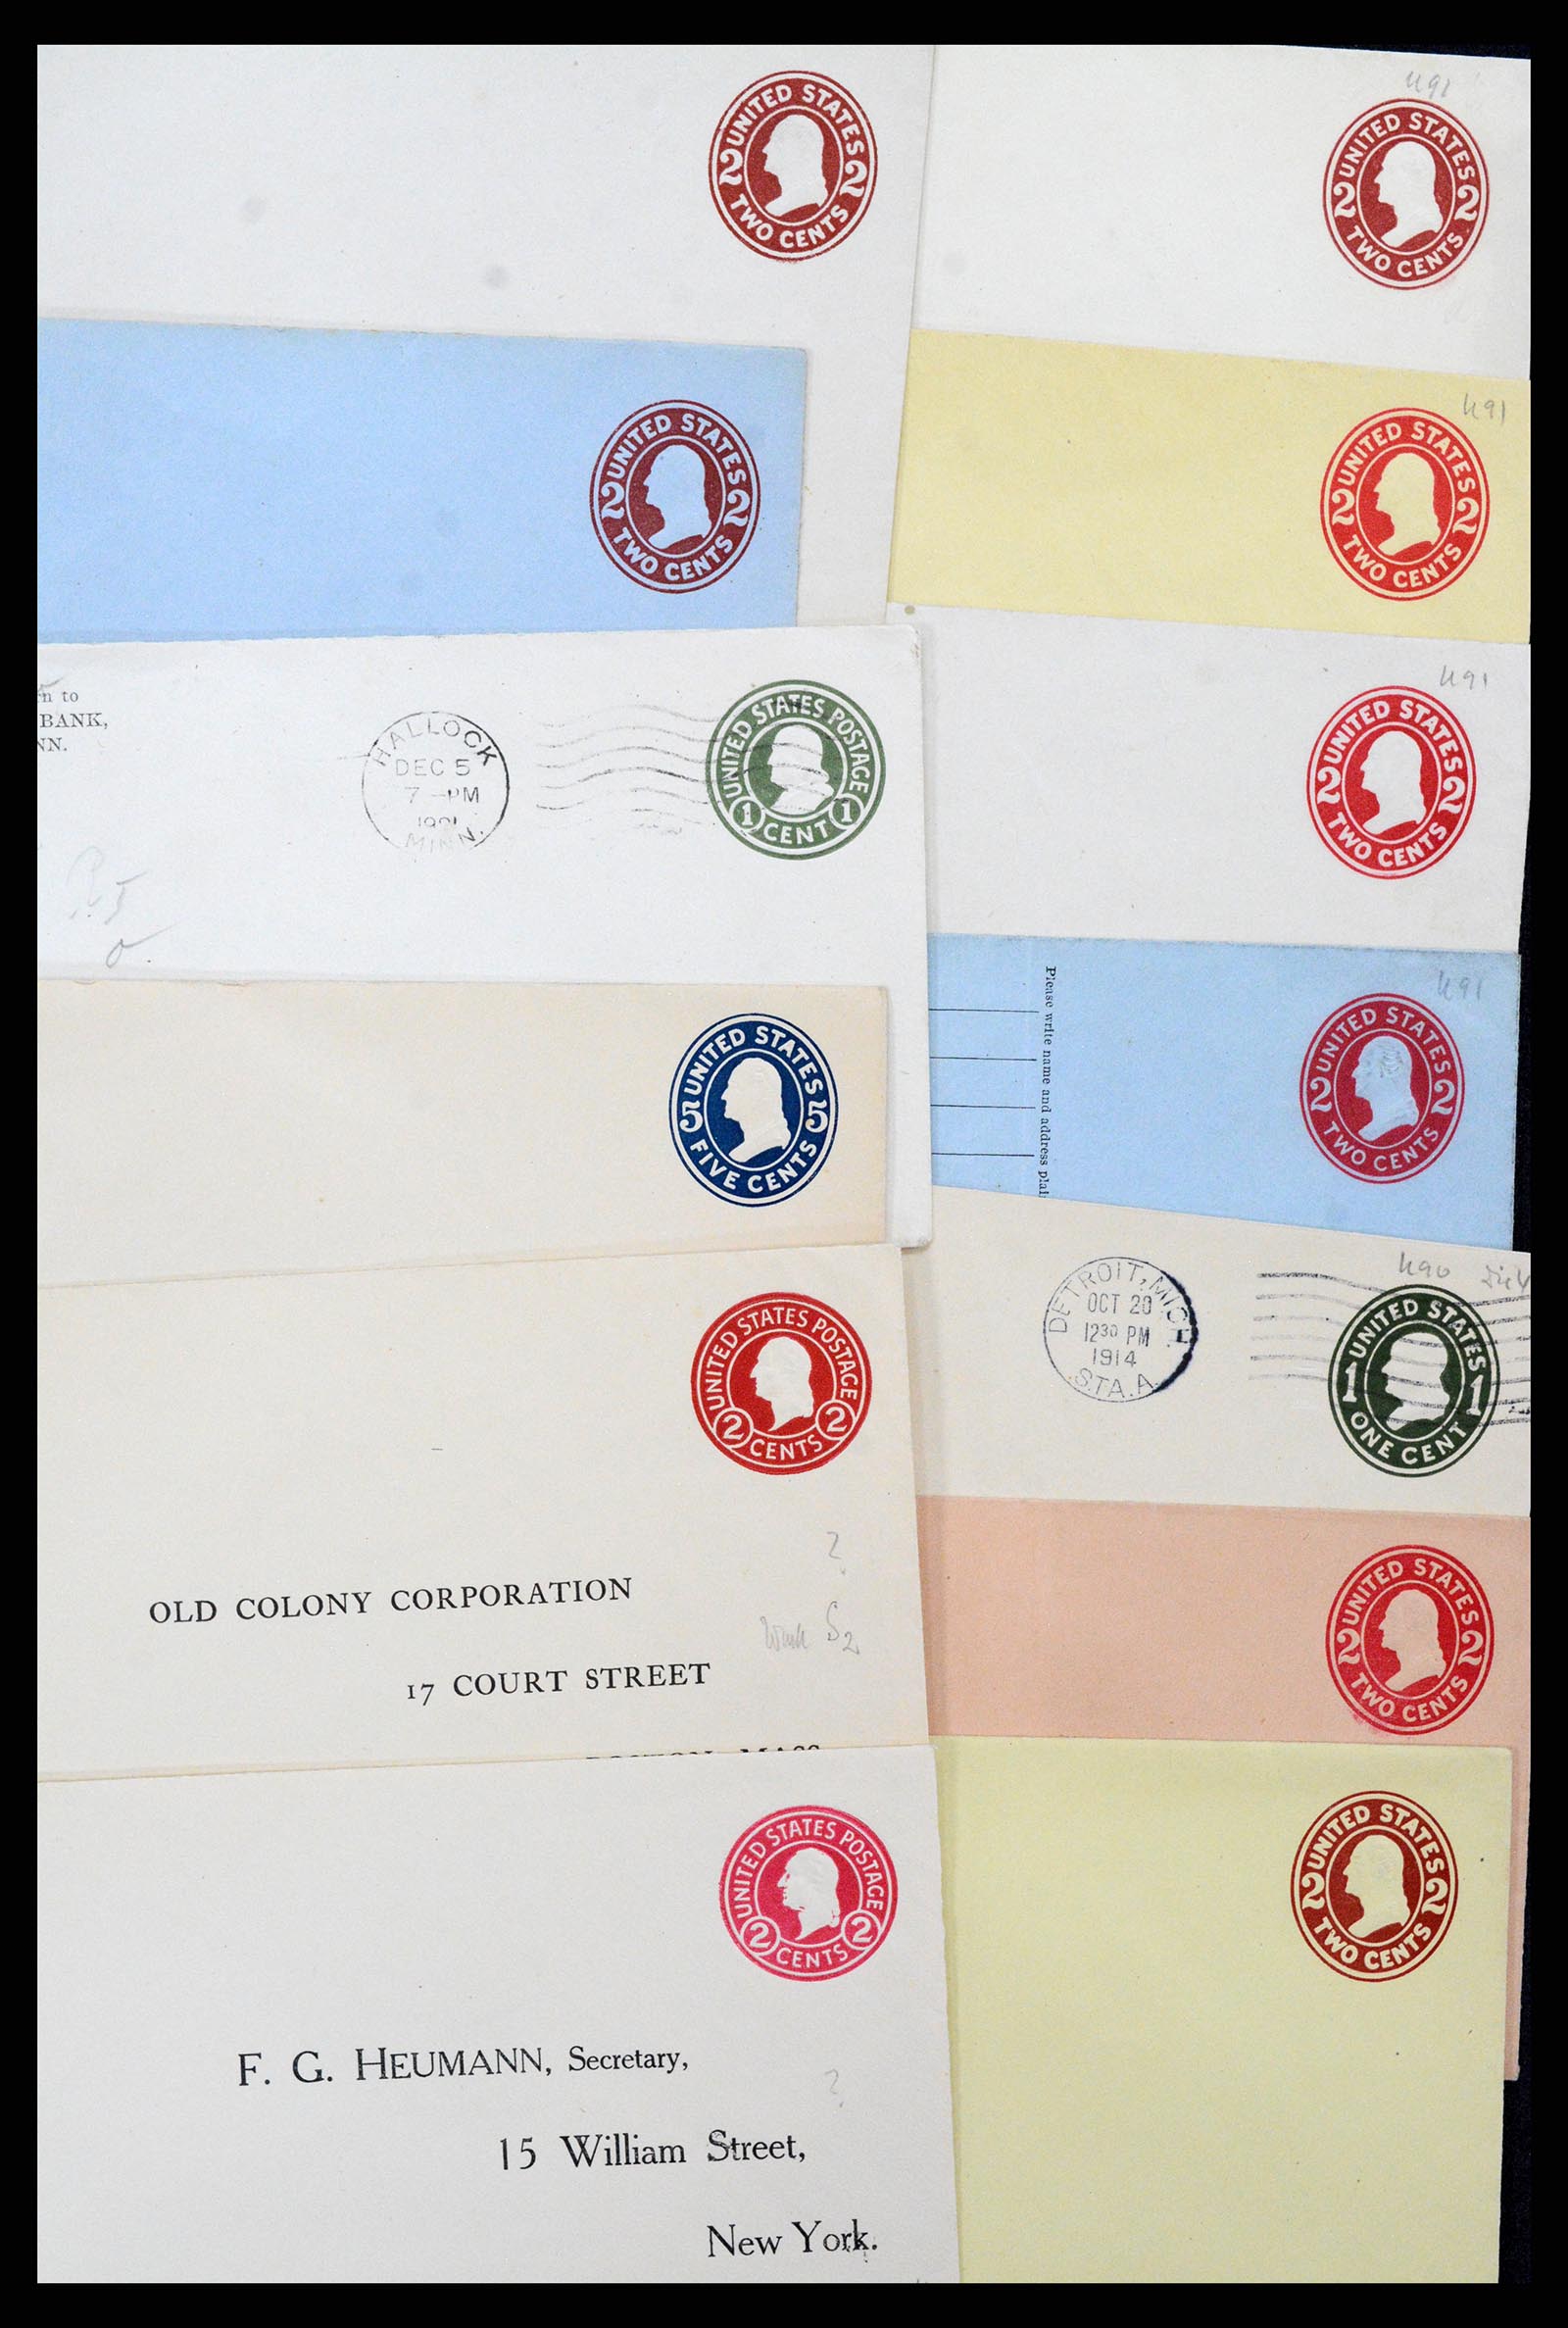 UNITED STATES
2 2
TWO CENTS
UNITED STATES
2 2
TWO CENTS
n to
BANK,
NN.
HALLOCK
DEC 5
7 - PM
MINN.
UNITED STATES POSTAGE
1 CENT 1
UNITED STATES
5 5
FIVE CENTS
UNITED STATES POSTAGE
2 CENTS 2
?
OLD COLONY CORPORATION
S2
17 COURT STREET
UNITED STATES POSTAGE
2 CENTS 2
F. G. HEUMANN, Secretary,
?
15 William Street,
New York.
U91
UNITED STATES
2 2
TWO CENTS
U91
UNITED STATES
2 2
TWO CENTS
U91
UNITED STATES
2 2
TWO CENTS
Please write name and address plai
U91
UNITED STATES
2 2
TWO CENTS
DETROIT, MICH.
OCT 20
12 30 PM
1914
STA. A
U90
UNITED STATES
1 1
ONE CENT
UNITED STATES
2 2
TWO CENTS
UNITED STATES
2 2
TWO CENTS